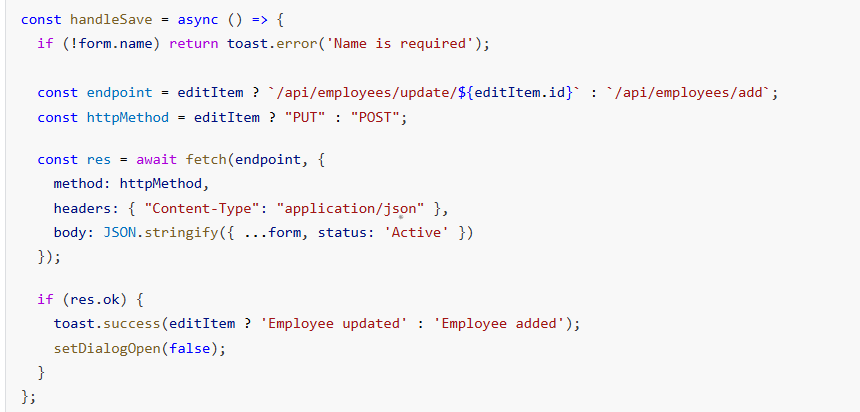 const handleSave = async () => {
  if (!form.name) return toast.error('Name is required');

  const endpoint = editItem ? `/api/employees/update/${editItem.id}` : `/api/employees/add`;
  const httpMethod = editItem ? "PUT" : "POST";

  const res = await fetch(endpoint, {
    method: httpMethod,
    headers: { "Content-Type": "application/json" },
    body: JSON.stringify({ ...form, status: 'Active' })
  });

  if (res.ok) {
    toast.success(editItem ? 'Employee updated' : 'Employee added');
    setDialogOpen(false);
  }
};